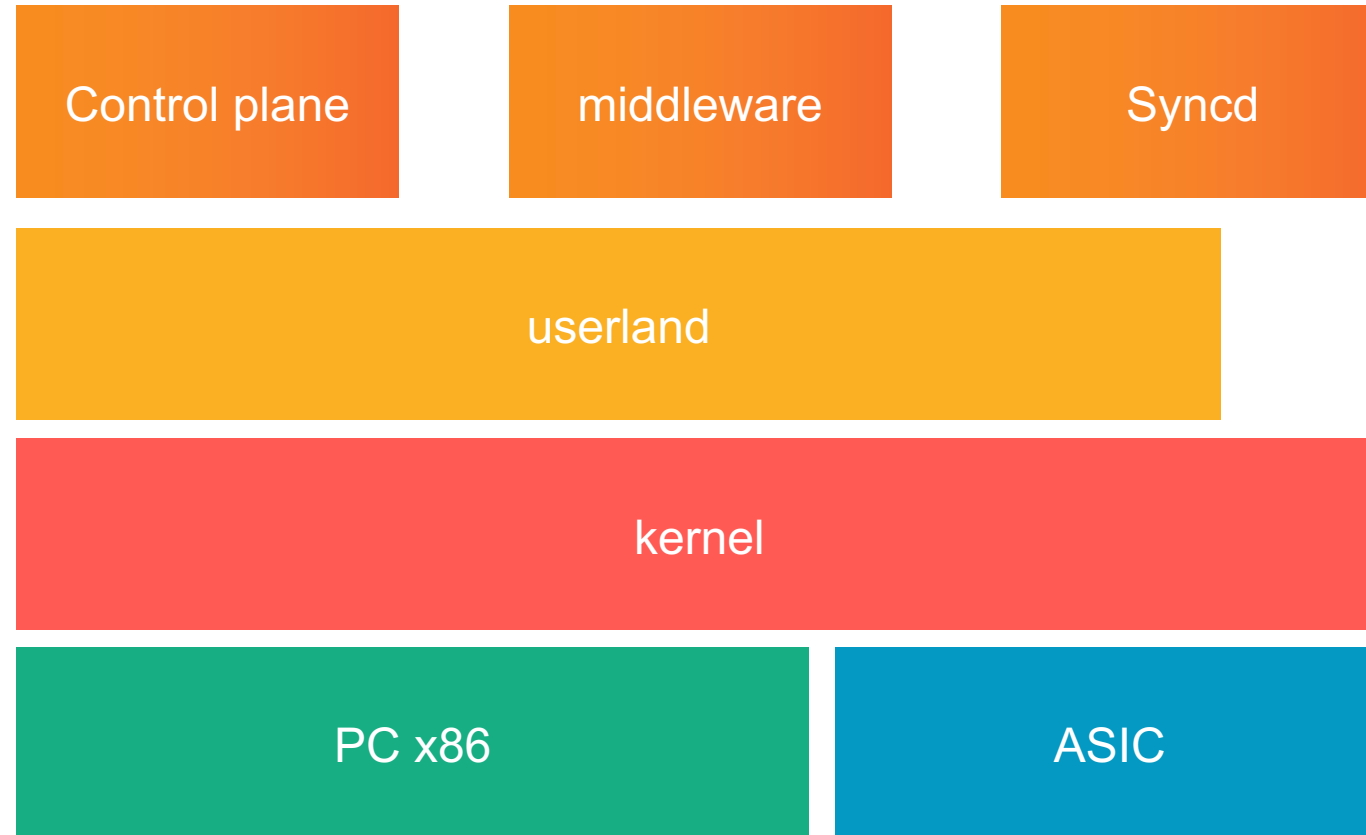 Control plane
middleware
Syncd
userland
kernel
PC x86
ASIC